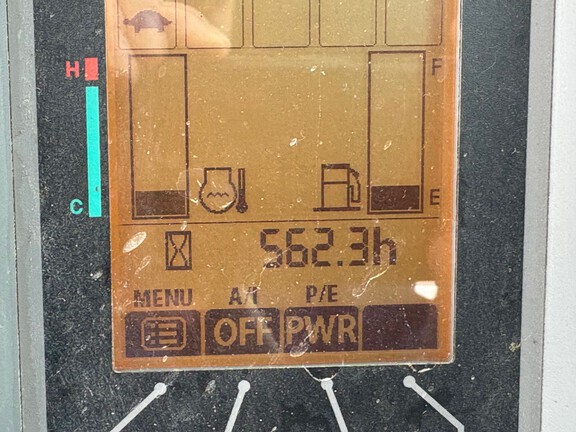 H F
C E
562.3h
MENU A/I P/E
OFF PWR